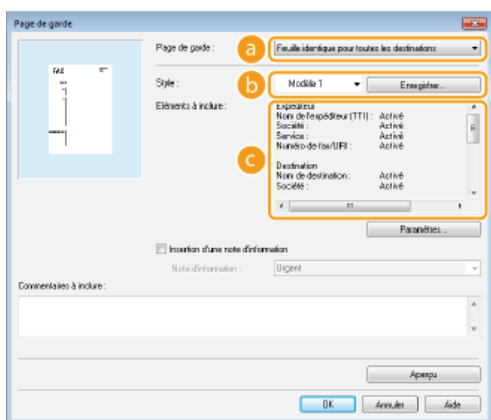 Page de garde
Page de garde : a Feuille identique pour toutes les destinations
FAX
Style : b Modèle 1 Enregistrer...
Eléments à inclure : c Expéditeur
Nom de l'expéditeur (TTI) : Activé
Société : Activé
Service : Activé
Numéro de fax/URI : Activé
Destination
Nom de destination : Activé
Société : Activé
Paramètres...
Insertion d'une note d'information
Note d'information : Urgent
Commentaires à inclure :
Aperçu
OK Annuler Aide